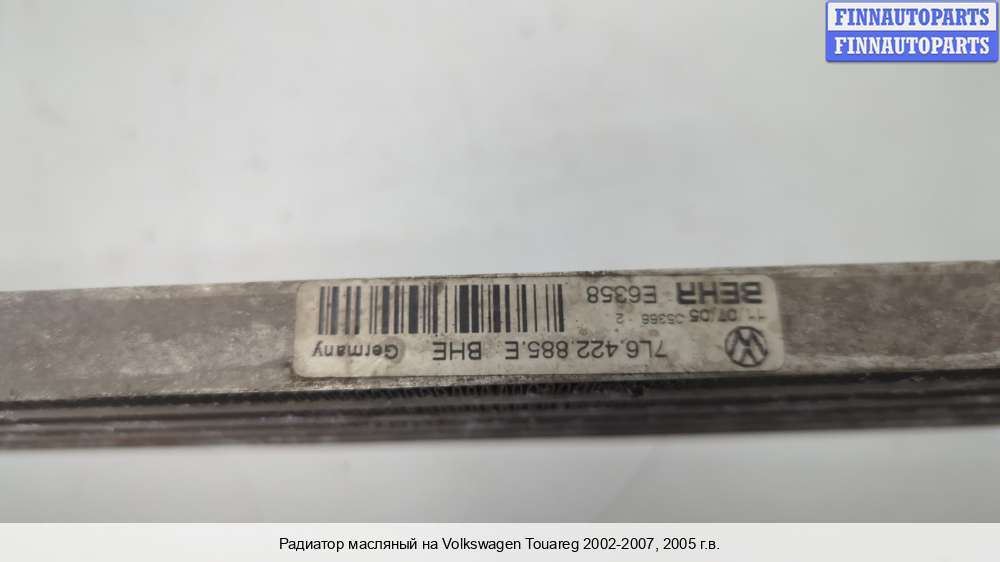 FINNAUTOPARTS
FINNAUTOPARTS
7L6.422.885.E BHE Germany
11 07 05 2
BEHR E6358
Радиатор масляный на Volkswagen Touareg 2002-2007, 2005 г.в.